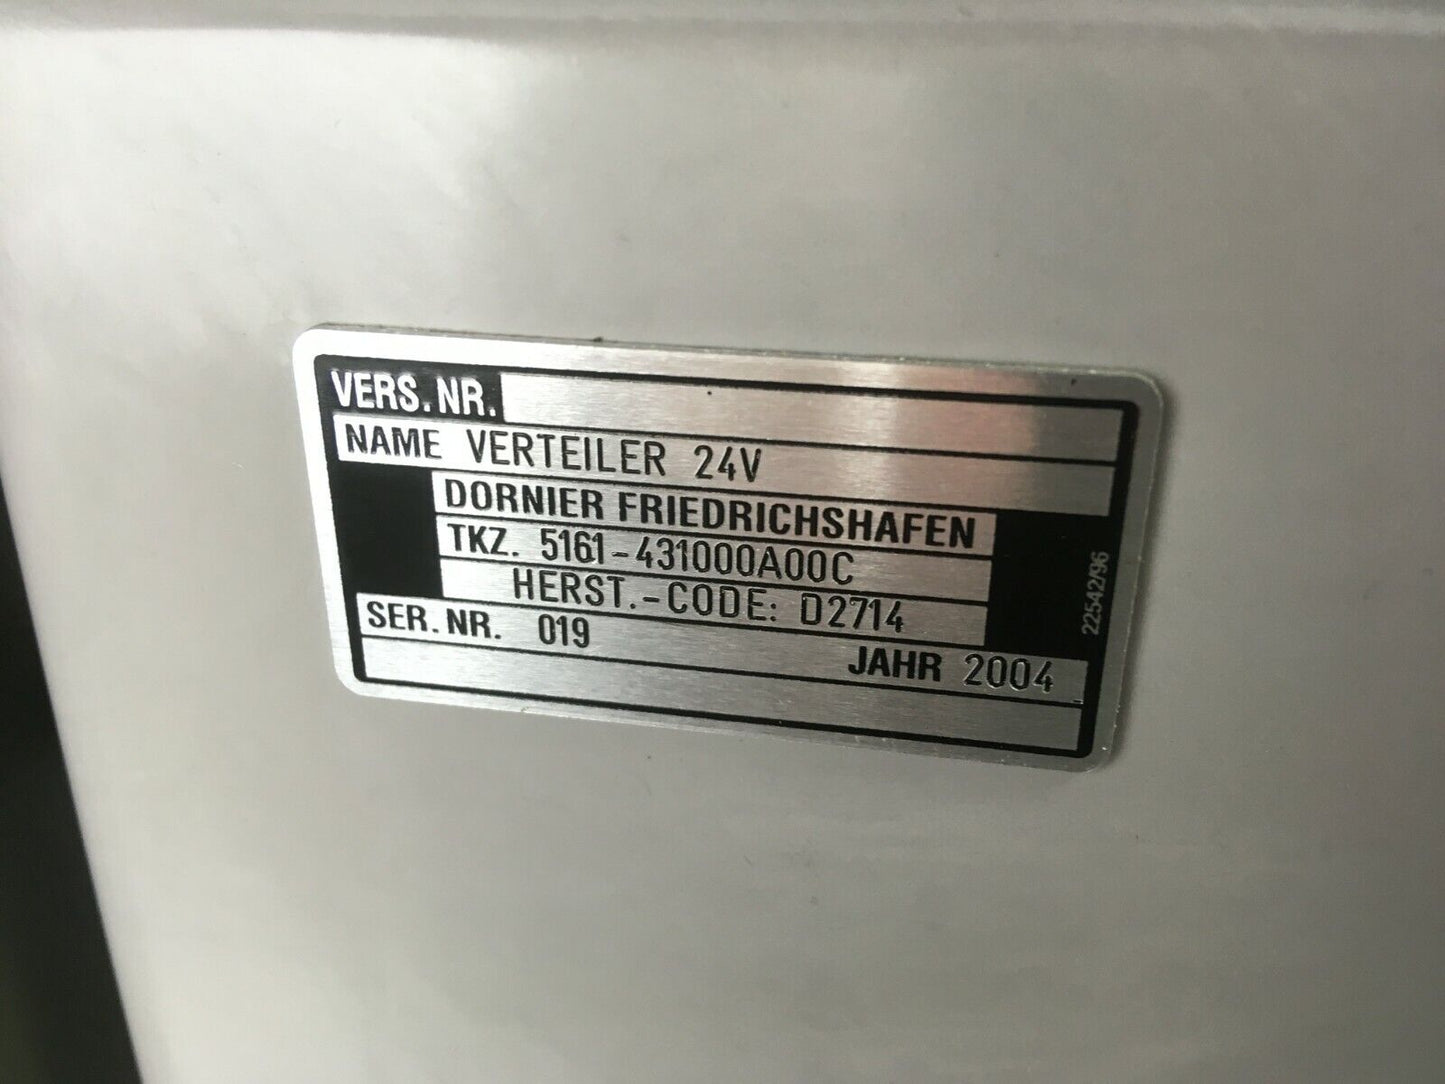 VERS.NR.
NAME VERTEILER 24V
DORNIER FRIEDRICHSHAFEN
TKZ. 5161-431000A00C
HERST.-CODE: D2714
SER.NR. 019
JAHR 2004
22542/96